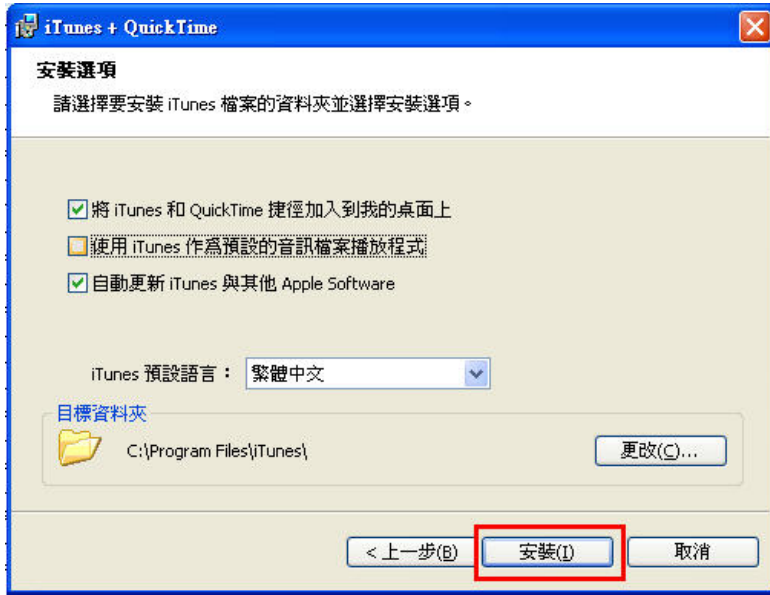 iTunes + QuickTime
安裝選項
請選擇要安裝 iTunes 檔案的資料夾並選擇安裝選項。
將 iTunes 和 QuickTime 捷徑加入到我的桌面上
使用 iTunes 作為預設的音訊檔案播放程式
自動更新 iTunes 與其他 Apple Software
iTunes 預設語言： 繁體中文
目標資料夾
C:\Program Files\iTunes\ 更改(C)...
< 上一步(B) 安裝(I) 取消